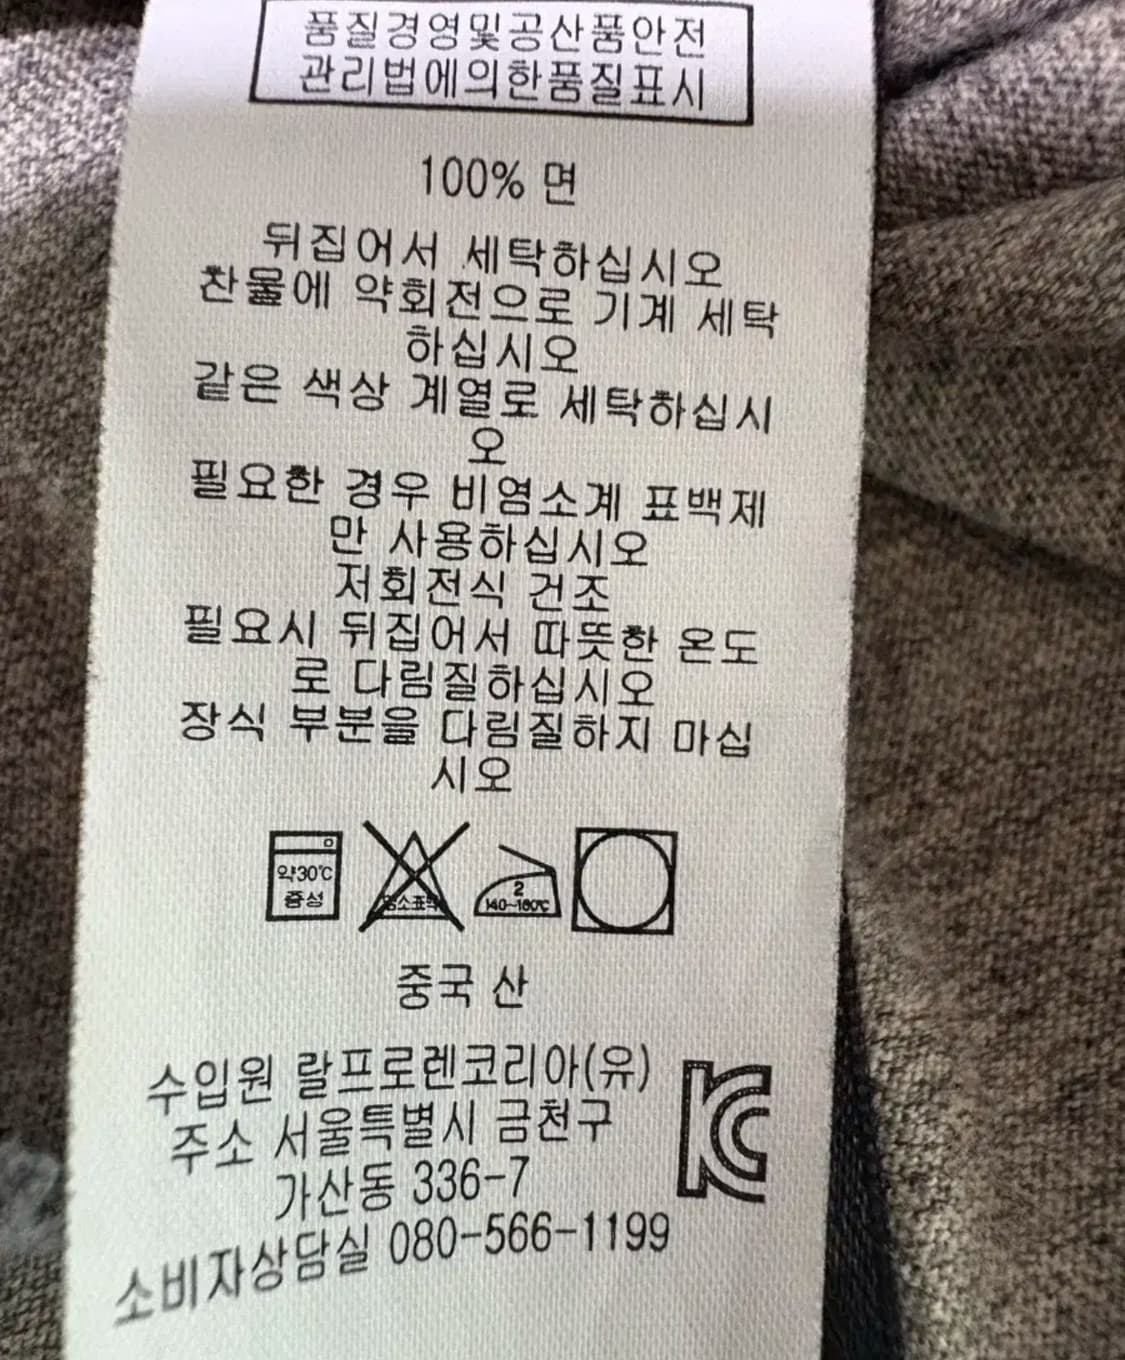 품질경영및공산품안전
관리법에의한품질표시
100% 면
뒤집어서 세탁하십시오
찬물에 약회전으로 기계 세탁
하십시오
같은 색상 계열로 세탁하십시
오
필요한 경우 비염소계 표백제
만 사용하십시오
저회전식 건조
필요시 뒤집어서 따뜻한 온도
로 다림질하십시오
장식 부분을 다림질하지 마십
시오
약30℃
중성
염소표백
2
140~160℃
중국 산
수입원 랄프로렌코리아(유)
주소 서울특별시 금천구
가산동 336-7
소비자상담실 080-566-1199
KC